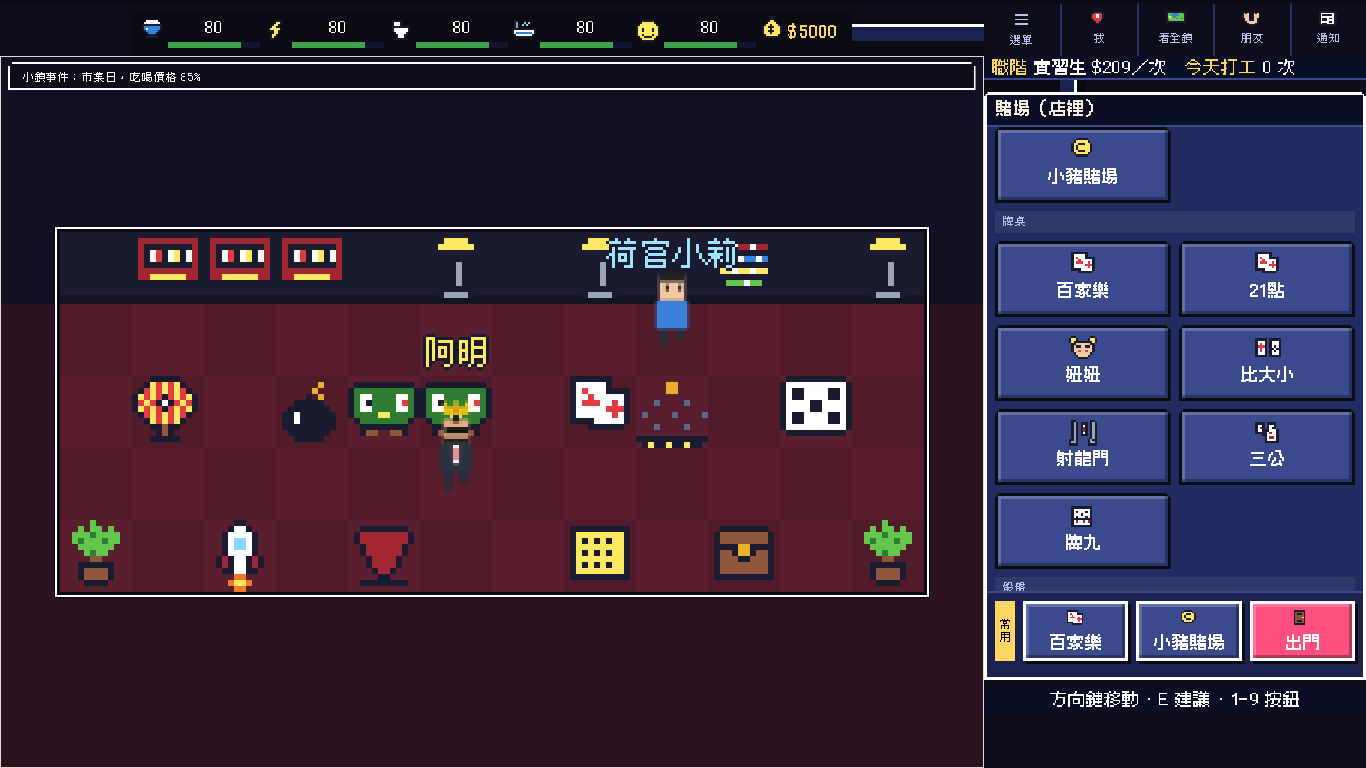 80 80 80 80 80 $5000
選單 我 看全鎮 朋友 通知
小鎮事件：市集日，吃喝價格 85%
職階 實習生 $209／次 今天打工 0 次
賭場（店裡）
小豬賭場
牌桌
百家樂 21點
妞妞 比大小
射龍門 三公
牌九
骰盤
荷官小莉
阿明
常用
百家樂 小豬賭場 出門
方向鍵移動 · E 建議 · 1-9 按鈕